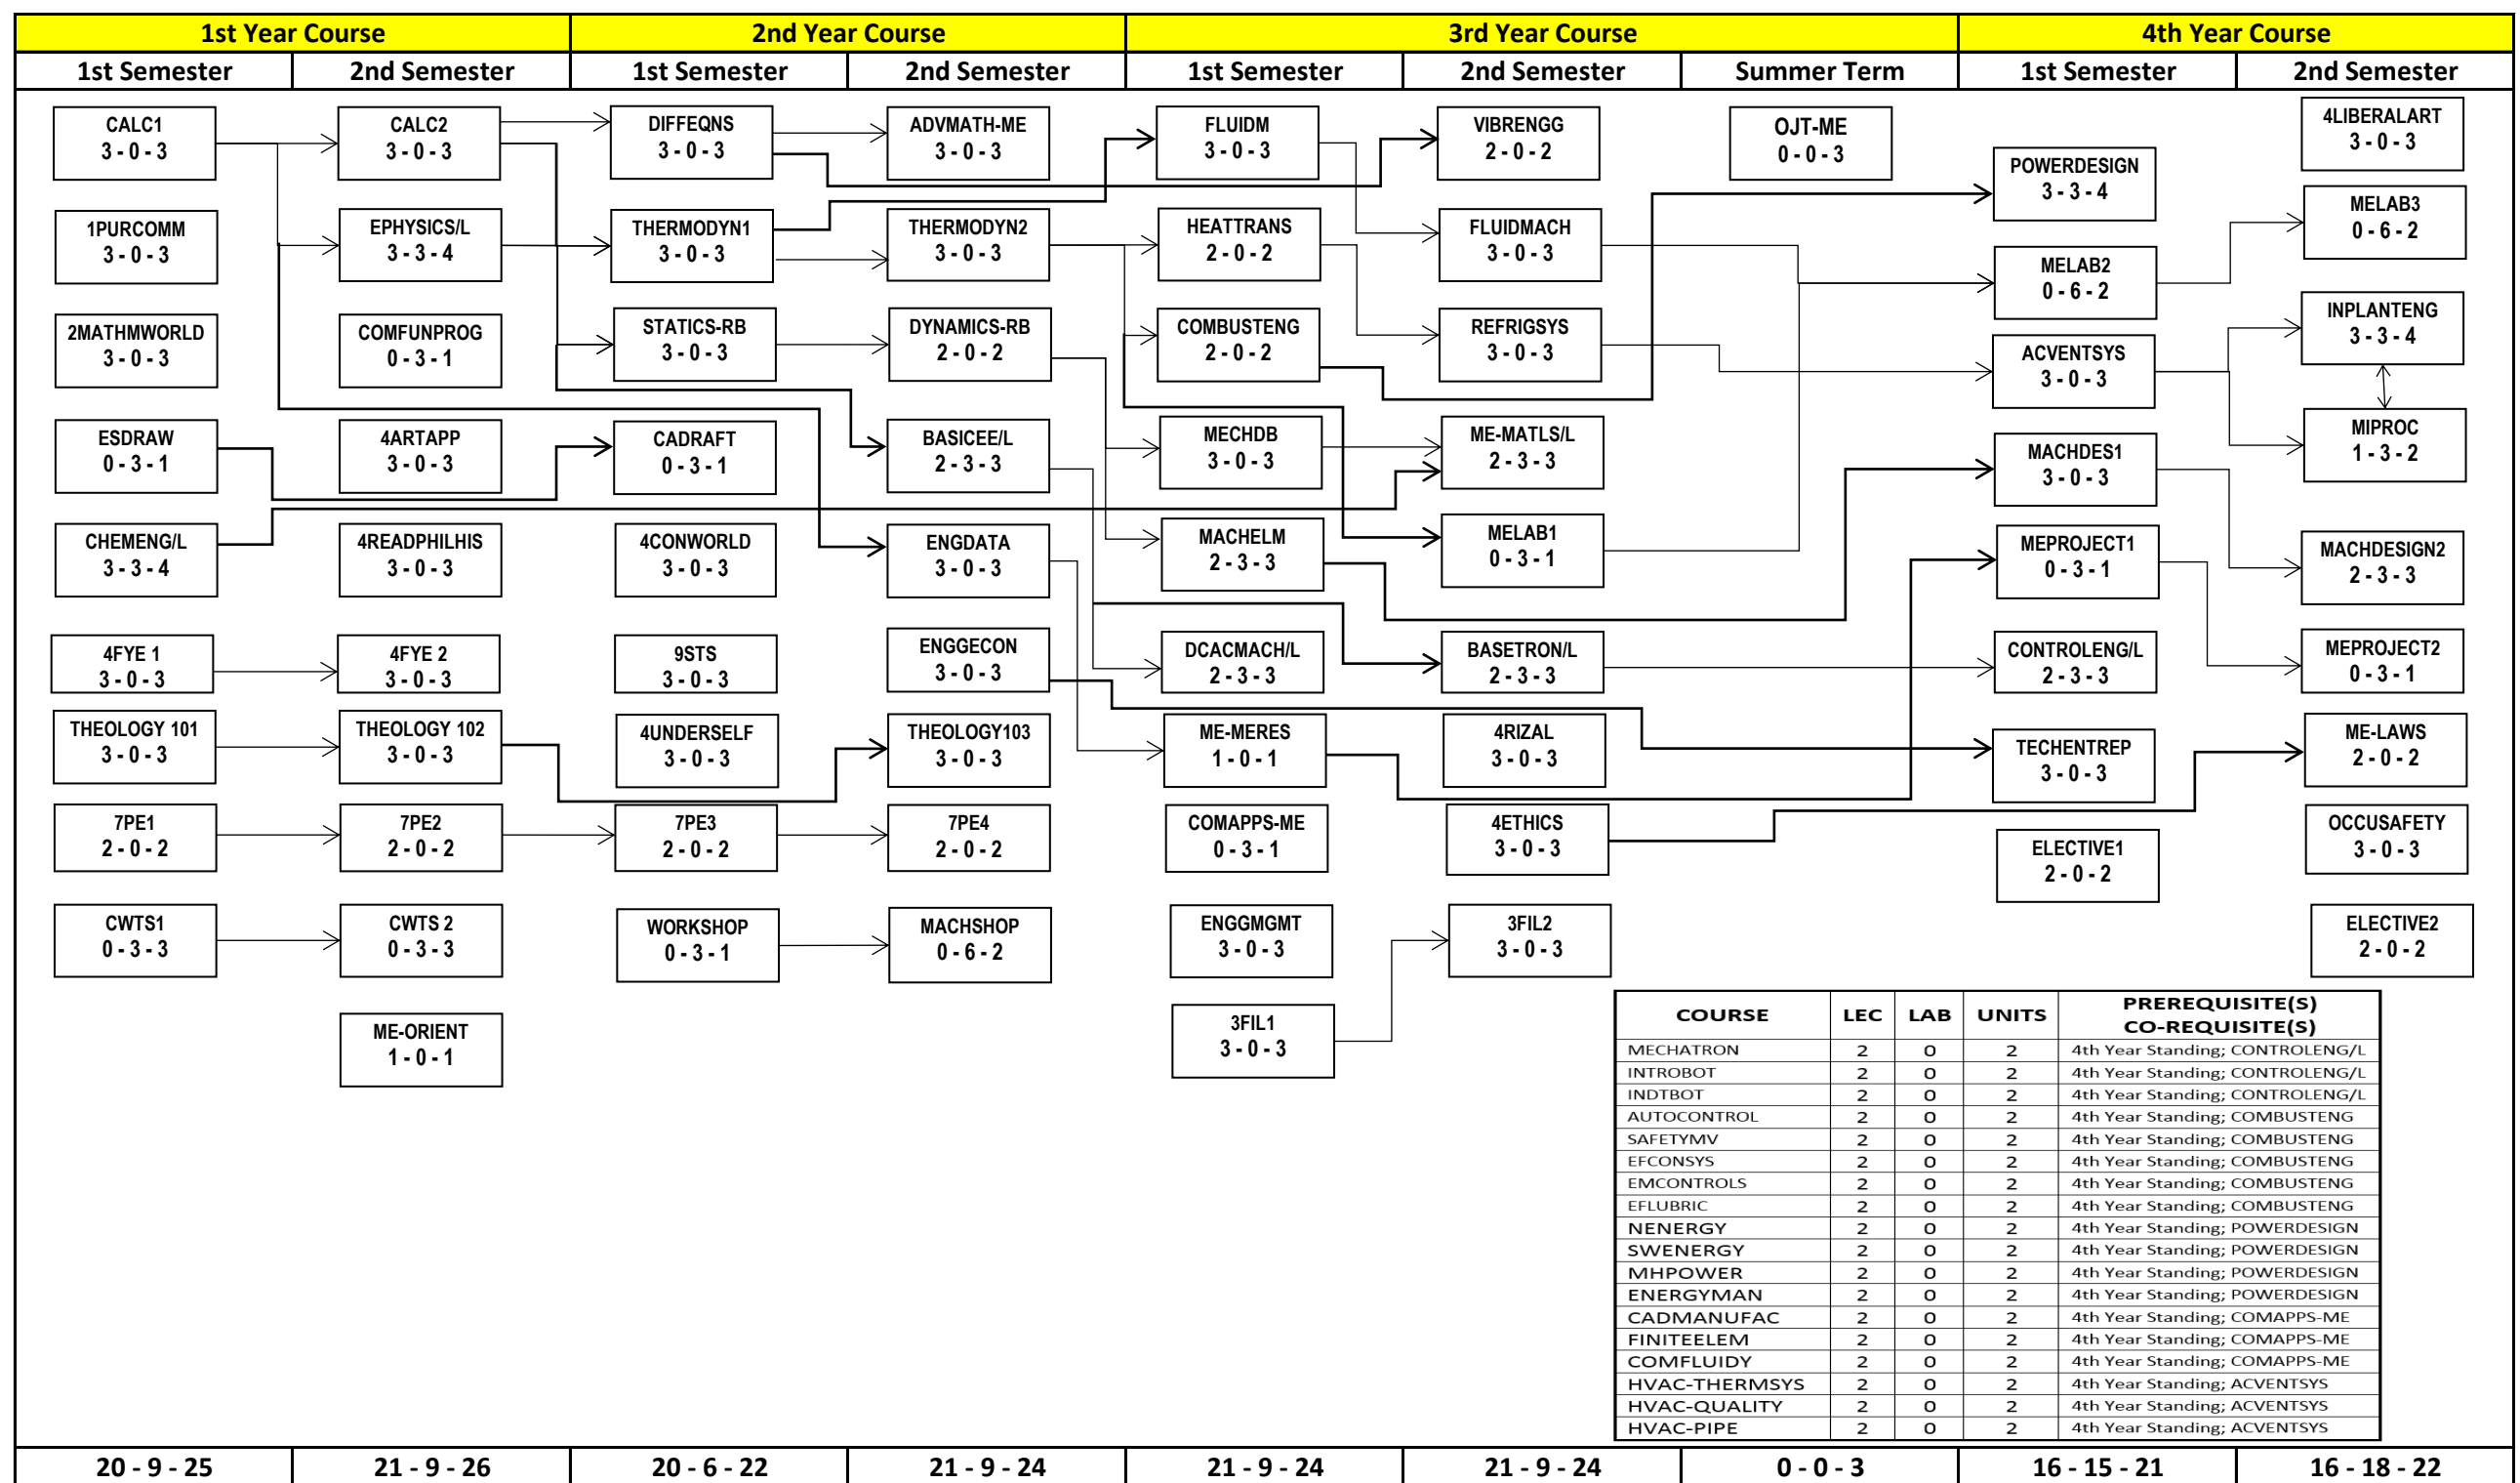 1st Year Course
2nd Year Course
3rd Year Course
4th Year Course
1st Semester
2nd Semester
1st Semester
2nd Semester
1st Semester
2nd Semester
Summer Term
1st Semester
2nd Semester
CALC1
3 - 0 - 3
1PURCOMM
3 - 0 - 3
2MATHMWORLD
3 - 0 - 3
ESDRAW
0 - 3 - 1
CHEMENG/L
3 - 3 - 4
4FYE 1
3 - 0 - 3
THEOLOGY 101
3 - 0 - 3
7PE1
2 - 0 - 2
CWTS1
0 - 3 - 3
CALC2
3 - 0 - 3
EPHYSICS/L
3 - 3 - 4
COMFUNPROG
0 - 3 - 1
4ARTAPP
3 - 0 - 3
4READPHILHIS
3 - 0 - 3
4FYE 2
3 - 0 - 3
THEOLOGY 102
3 - 0 - 3
7PE2
2 - 0 - 2
CWTS 2
0 - 3 - 3
ME-ORIENT
1 - 0 - 1
DIFFEQNS
3 - 0 - 3
THERMODYN1
3 - 0 - 3
STATICS-RB
3 - 0 - 3
CADRAFT
0 - 3 - 1
4CONWORLD
3 - 0 - 3
9STS
3 - 0 - 3
4UNDERSELF
3 - 0 - 3
7PE3
2 - 0 - 2
WORKSHOP
0 - 3 - 1
ADVMATH-ME
3 - 0 - 3
THERMODYN2
3 - 0 - 3
DYNAMICS-RB
2 - 0 - 2
BASICEE/L
2 - 3 - 3
ENGDATA
3 - 0 - 3
ENGGECON
3 - 0 - 3
THEOLOGY103
3 - 0 - 3
7PE4
2 - 0 - 2
MACHSHOP
0 - 6 - 2
FLUIDM
3 - 0 - 3
HEATTRANS
2 - 0 - 2
COMBUSTENG
2 - 0 - 2
MECHDB
3 - 0 - 3
MACHELM
2 - 3 - 3
DCACMACH/L
2 - 3 - 3
ME-MERES
1 - 0 - 1
COMAPPS-ME
0 - 3 - 1
ENGGMGMT
3 - 0 - 3
3FIL1
3 - 0 - 3
VIBRENGG
2 - 0 - 2
FLUIDMACH
3 - 0 - 3
REFRIGSYS
3 - 0 - 3
ME-MATLS/L
2 - 3 - 3
MELAB1
0 - 3 - 1
BASETRON/L
2 - 3 - 3
4RIZAL
3 - 0 - 3
4ETHICS
3 - 0 - 3
3FIL2
3 - 0 - 3
OJT-ME
0 - 0 - 3
POWERDESIGN
3 - 3 - 4
MELAB2
0 - 6 - 2
ACVENTSYS
3 - 0 - 3
MACHDES1
3 - 0 - 3
MEPROJECT1
0 - 3 - 1
CONTROLENG/L
2 - 3 - 3
TECHENTREP
3 - 0 - 3
ELECTIVE1
2 - 0 - 2
4LIBERALART
3 - 0 - 3
MELAB3
0 - 6 - 2
INPLANTENG
3 - 3 - 4
MIPROC
1 - 3 - 2
MACHDESIGN2
2 - 3 - 3
MEPROJECT2
0 - 3 - 1
ME-LAWS
2 - 0 - 2
OCCUSAFETY
3 - 0 - 3
ELECTIVE2
2 - 0 - 2
COURSE LEC LAB UNITS PREREQUISITE(S)
CO-REQUISITE(S)
MECHATRON 2 0 2 4th Year Standing; CONTROLENG/L
INTROBOT 2 0 2 4th Year Standing; CONTROLENG/L
INDTBOT 2 0 2 4th Year Standing; CONTROLENG/L
AUTOCONTROL 2 0 2 4th Year Standing; COMBUSTENG
SAFETYMV 2 0 2 4th Year Standing; COMBUSTENG
EFCONSYS 2 0 2 4th Year Standing; COMBUSTENG
EMCONTROLS 2 0 2 4th Year Standing; COMBUSTENG
EFLUBRIC 2 0 2 4th Year Standing; COMBUSTENG
NENERGY 2 0 2 4th Year Standing; POWERDESIGN
SWENERGY 2 0 2 4th Year Standing; POWERDESIGN
MHPOWER 2 0 2 4th Year Standing; POWERDESIGN
ENERGYMAN 2 0 2 4th Year Standing; POWERDESIGN
CADMANUFAC 2 0 2 4th Year Standing; COMAPPS-ME
FINITEELEM 2 0 2 4th Year Standing; COMAPPS-ME
COMFLUIDY 2 0 2 4th Year Standing; COMAPPS-ME
HVAC-THERMSYS 2 0 2 4th Year Standing; ACVENTSYS
HVAC-QUALITY 2 0 2 4th Year Standing; ACVENTSYS
HVAC-PIPE 2 0 2 4th Year Standing; ACVENTSYS
20 - 9 - 25
21 - 9 - 26
20 - 6 - 22
21 - 9 - 24
21 - 9 - 24
21 - 9 - 24
0 - 0 - 3
16 - 15 - 21
16 - 18 - 22